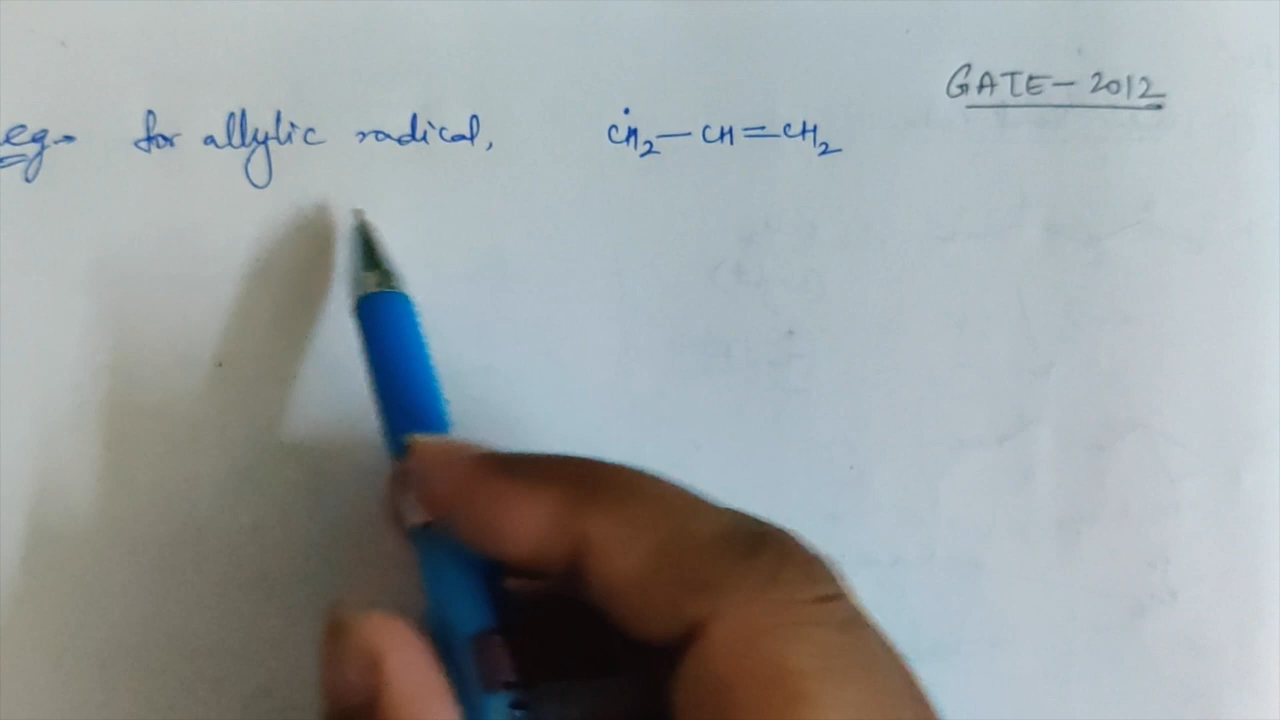 GATE - 2012
eg→ for allylic radical, ĊH₂—CH=CH₂